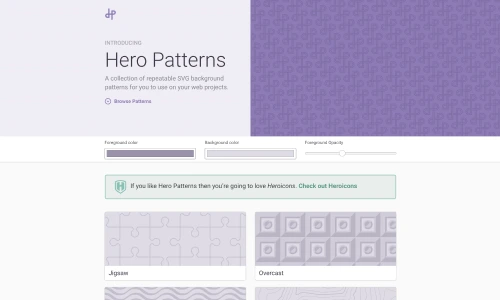 INTRODUCING
Hero Patterns
A collection of repeatable SVG background
patterns for you to use on your web projects.
Browse Patterns
Foreground color
Background color
Foreground Opacity
If you like Hero Patterns then you're going to love Heroicons. Check out Heroicons
Jigsaw
Overcast